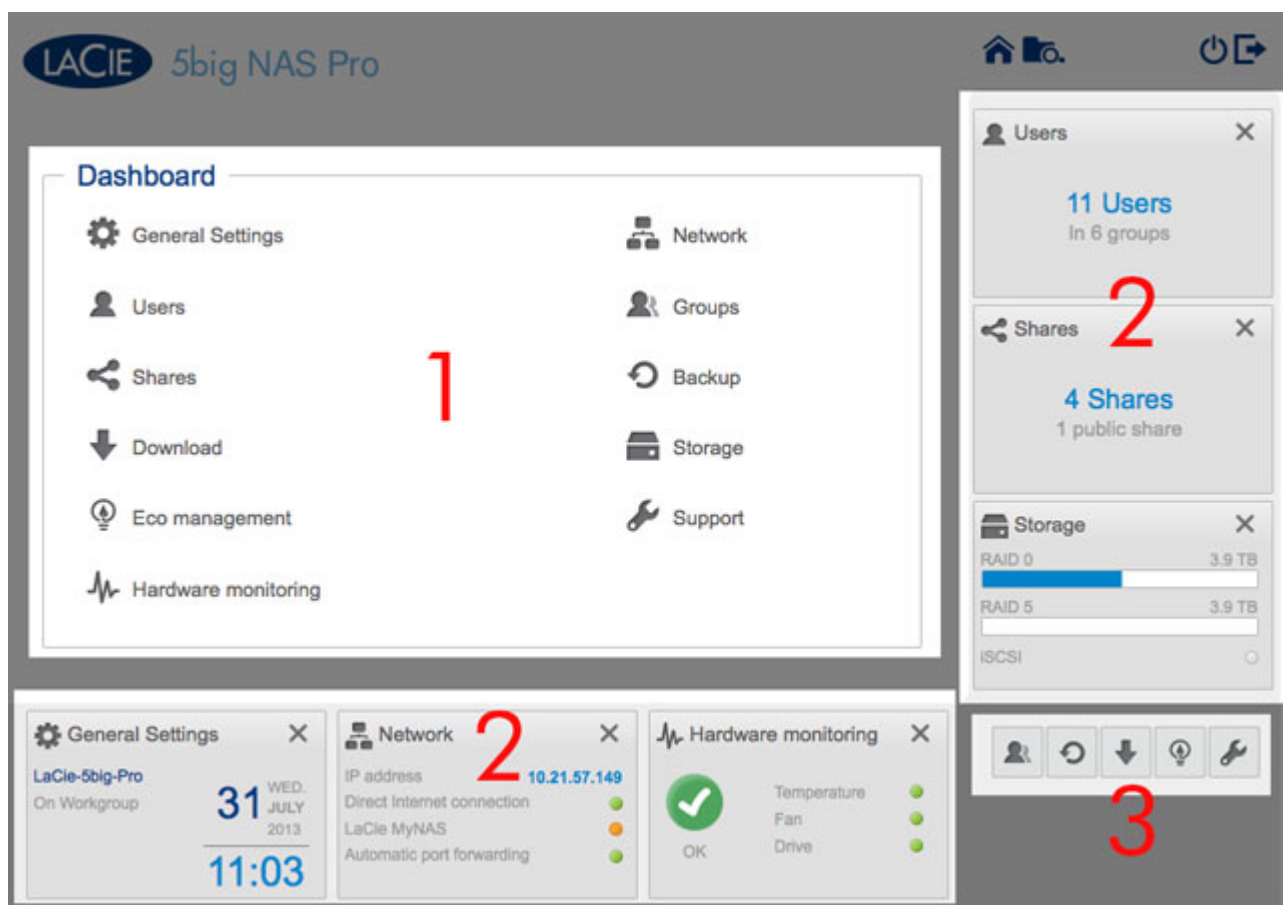 LACIE 5big NAS Pro
Dashboard
General Settings
Network
Users
Groups
Shares
Backup
Download
Storage
Eco management
Support
Hardware monitoring
1
Users
11 Users
In 6 groups
2
Shares
4 Shares
1 public share
Storage
RAID 0 3.9 TB
RAID 5 3.9 TB
iSCSI
General Settings
LaCie-5big-Pro
On Workgroup
31 WED. JULY 2013
11:03
Network
2
IP address 10.21.57.149
Direct Internet connection
LaCie MyNAS
Automatic port forwarding
Hardware monitoring
OK
Temperature
Fan
Drive
3